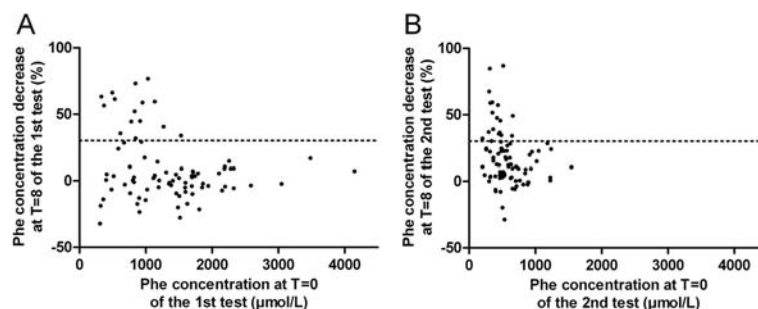 A
Phe concentration decrease
at T=8 of the 1st test (%)
100
50
0
-50
0
1000
2000
3000
4000
Phe concentration at T=0
of the 1st test (µmol/L)
B
Phe concentration decrease
at T=8 of the 2nd test (%)
100
50
0
-50
0
1000
2000
3000
4000
Phe concentration at T=0
of the 2nd test (µmol/L)